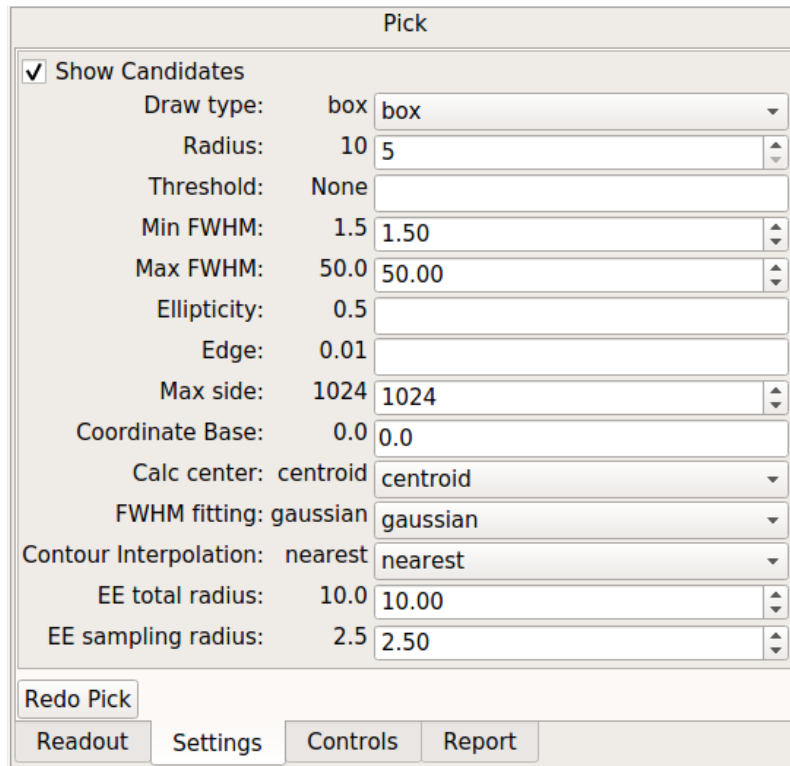 Pick
Show Candidates
Draw type: box box
Radius: 10 5
Threshold: None
Min FWHM: 1.5 1.50
Max FWHM: 50.0 50.00
Ellipticity: 0.5
Edge: 0.01
Max side: 1024 1024
Coordinate Base: 0.0 0.0
Calc center: centroid centroid
FWHM fitting: gaussian gaussian
Contour Interpolation: nearest nearest
EE total radius: 10.0 10.00
EE sampling radius: 2.5 2.50
Redo Pick
Readout Settings Controls Report